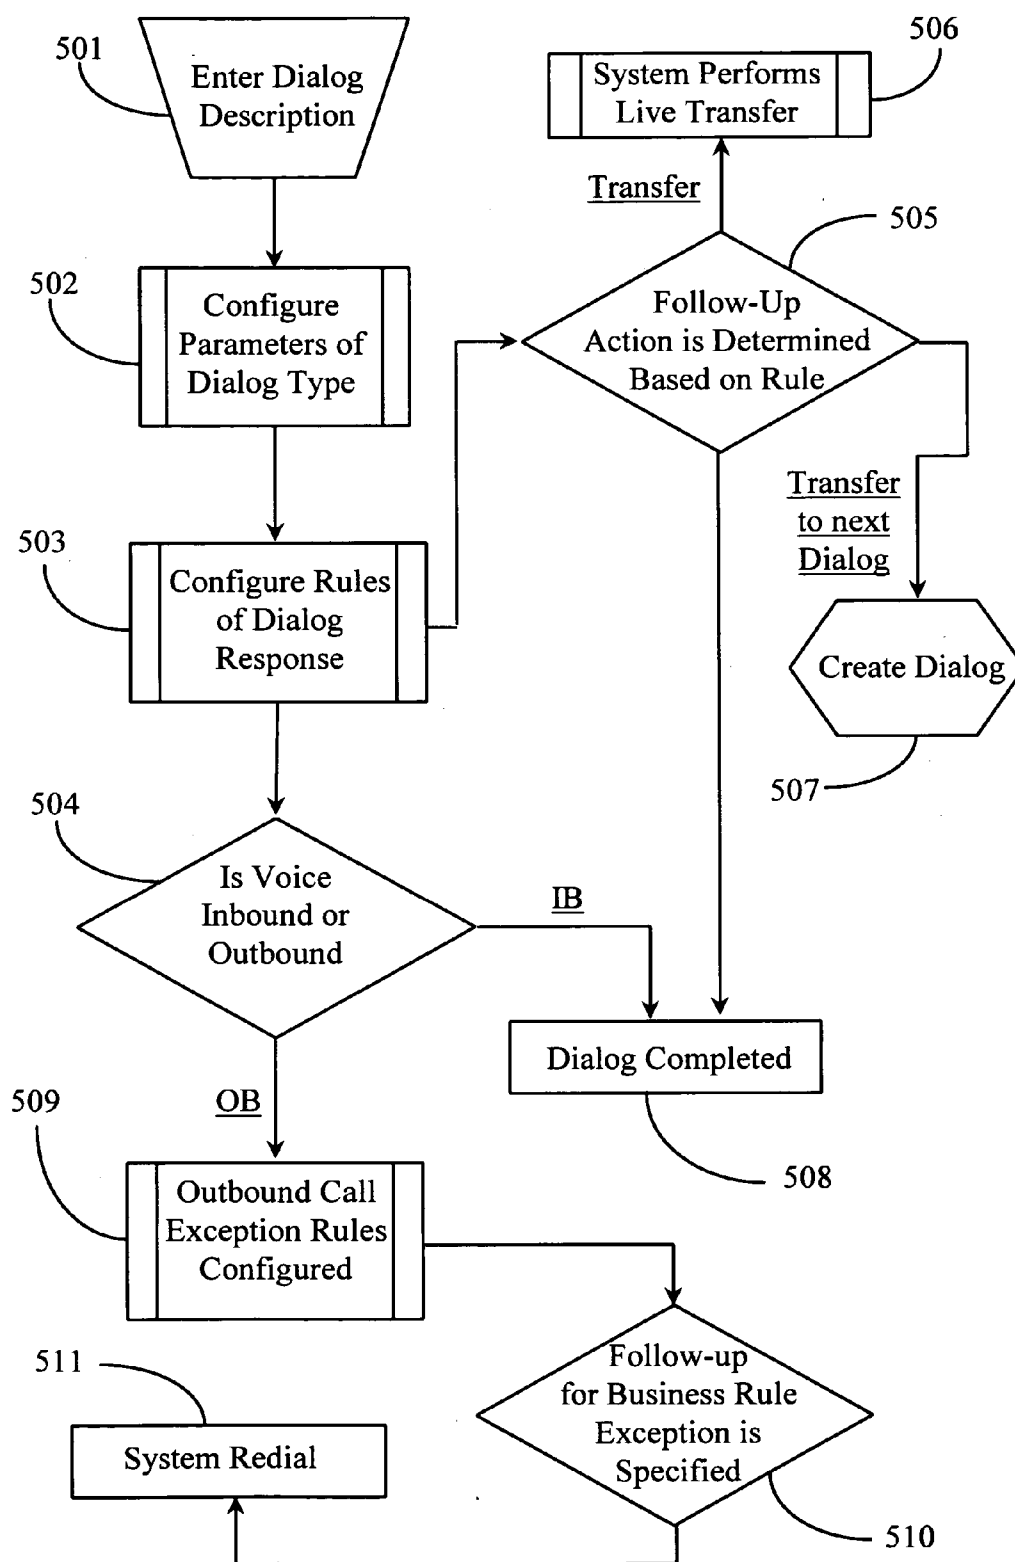 501
Enter Dialog
Description
506
System Performs
Live Transfer
Transfer
505
502
Configure
Parameters of
Dialog Type
Follow-Up
Action is Determined
Based on Rule
Transfer
to next
Dialog
503
Configure Rules
of Dialog
Response
Create Dialog
507
504
Is Voice
Inbound or
Outbound
IB
Dialog Completed
508
OB
509
Outbound Call
Exception Rules
Configured
511
System Redial
Follow-up
for Business Rule
Exception is
Specified
510